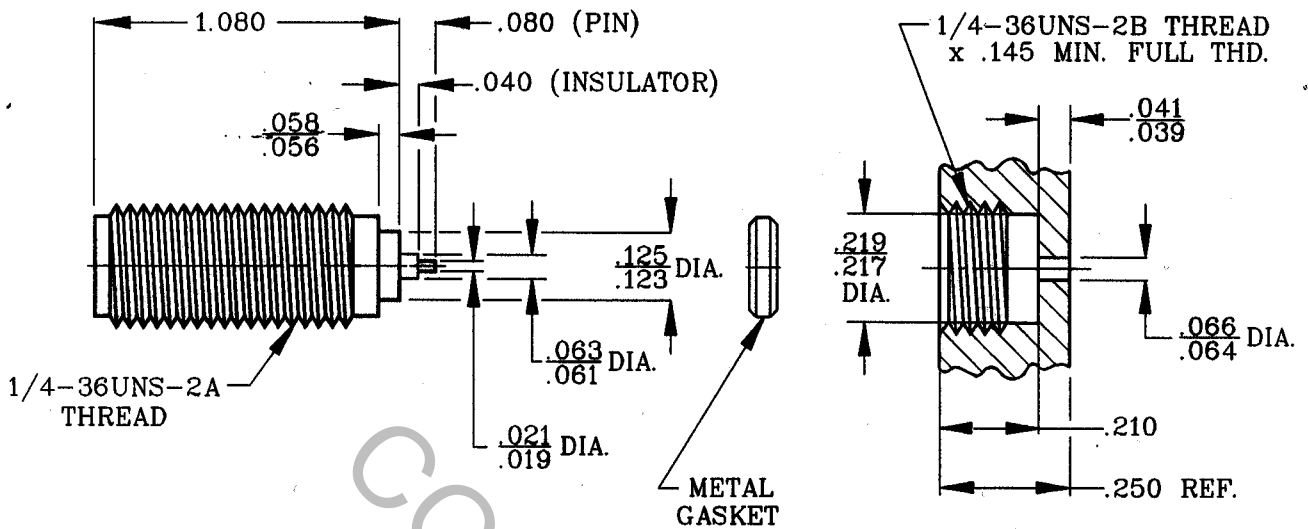 1.080
.080 (PIN)
.040 (INSULATOR)
.058
.056
.125
.123 DIA.
.063
.061 DIA.
.021
.019 DIA.
1/4-36UNS-2A
THREAD
METAL
GASKET
1/4-36UNS-2B THREAD
x .145 MIN. FULL THD.
.041
.039
.219
.217
DIA.
.066
.064 DIA.
.210
.250 REF.
CO